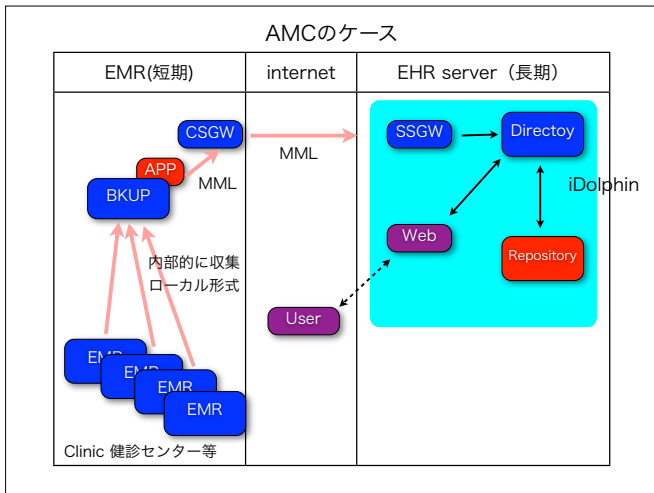 AMCのケース
EMR(短期)
internet
EHR server（長期）
CSGW
MML
SSGW
Directoy
APP
MML
BKUP
iDolphin
Web
Repository
内部的に収集
ローカル形式
User
EMR
EMR
EMR
EMR
Clinic 健診センター等